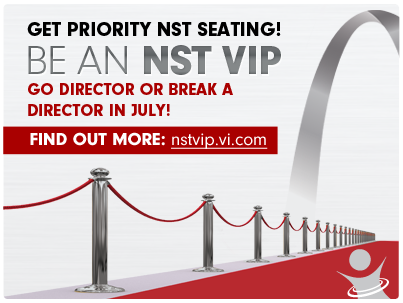 GET PRIORITY NST SEATING!
BE AN NST VIP
GO DIRECTOR OR BREAK A
DIRECTOR IN JULY!
FIND OUT MORE: nstvip.vi.com